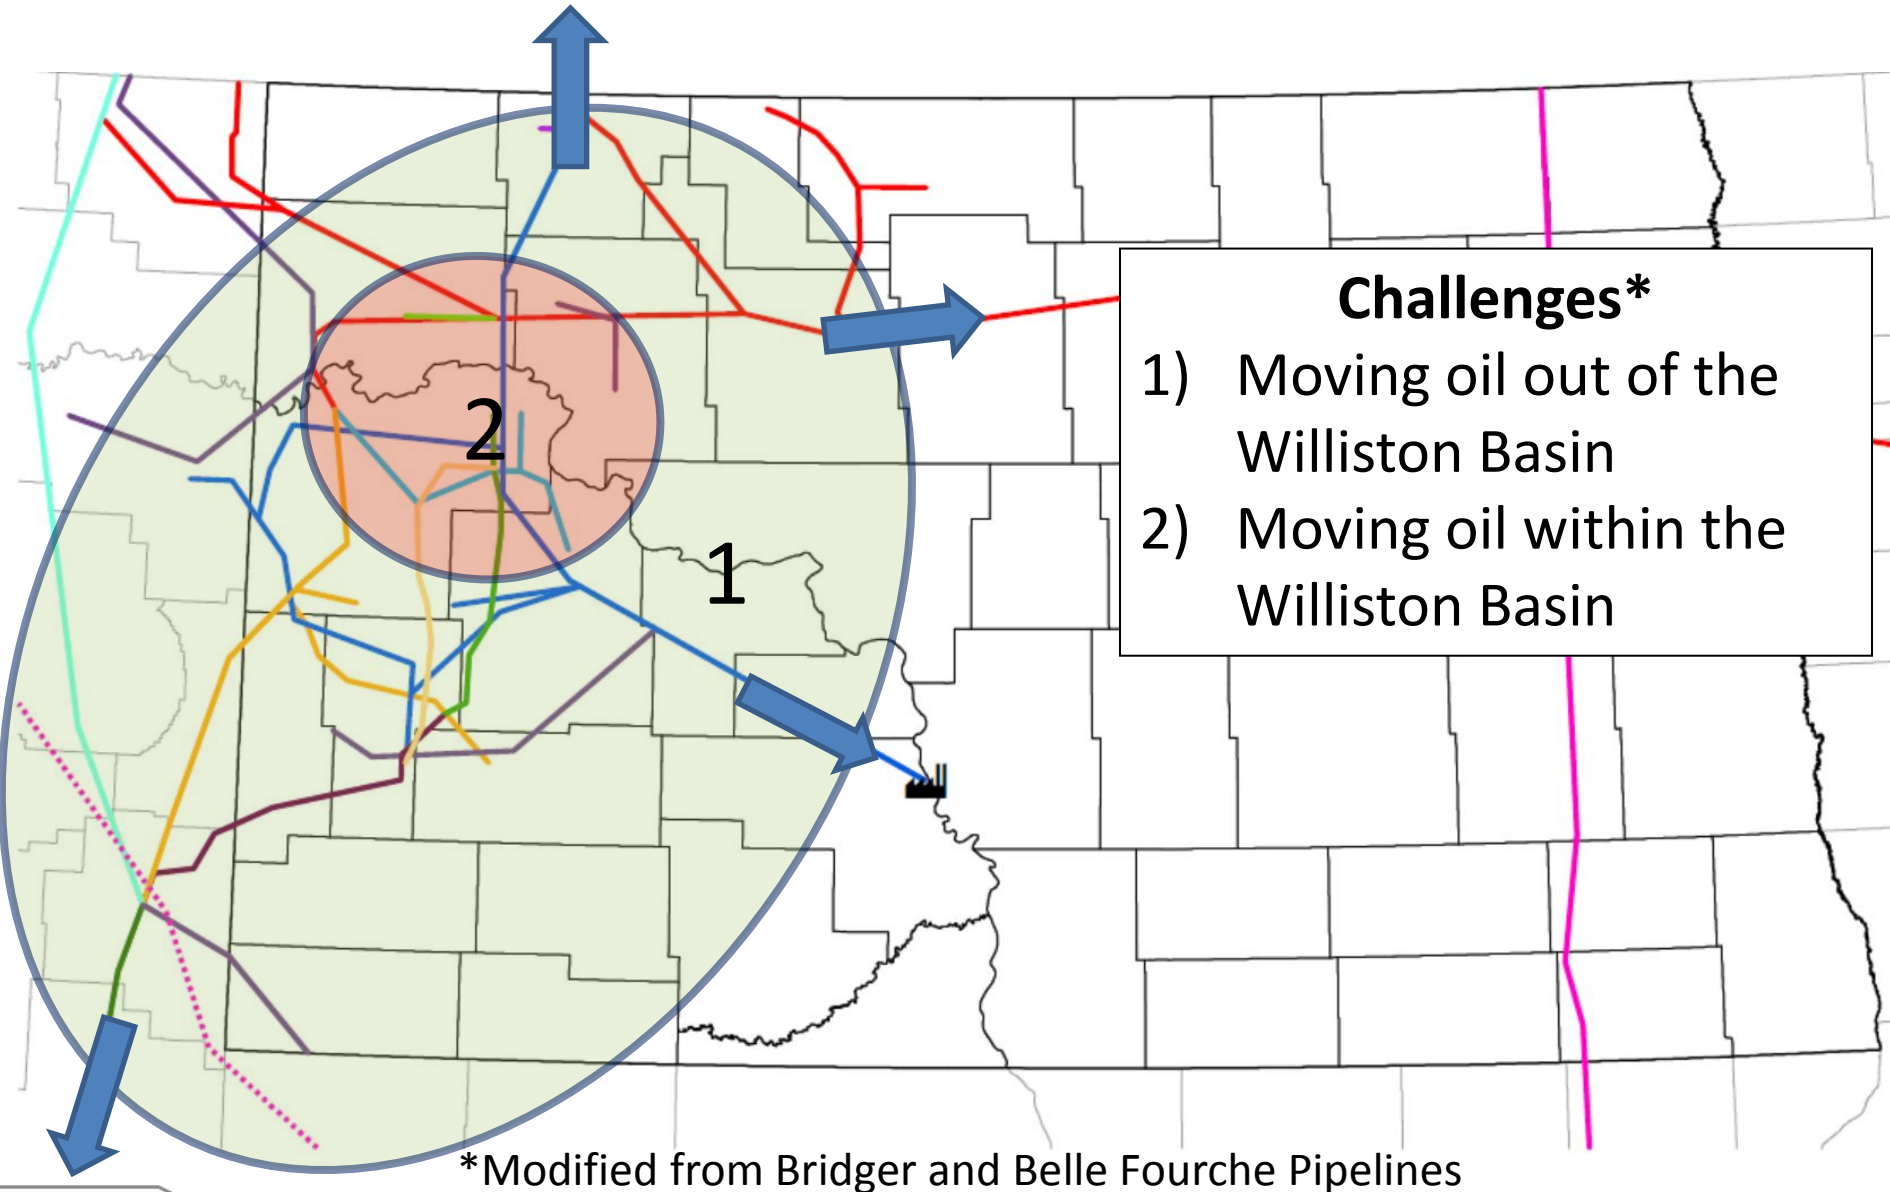 Challenges*
1) Moving oil out of the
Williston Basin
2) Moving oil within the
Williston Basin
2
1
*Modified from Bridger and Belle Fourche Pipelines